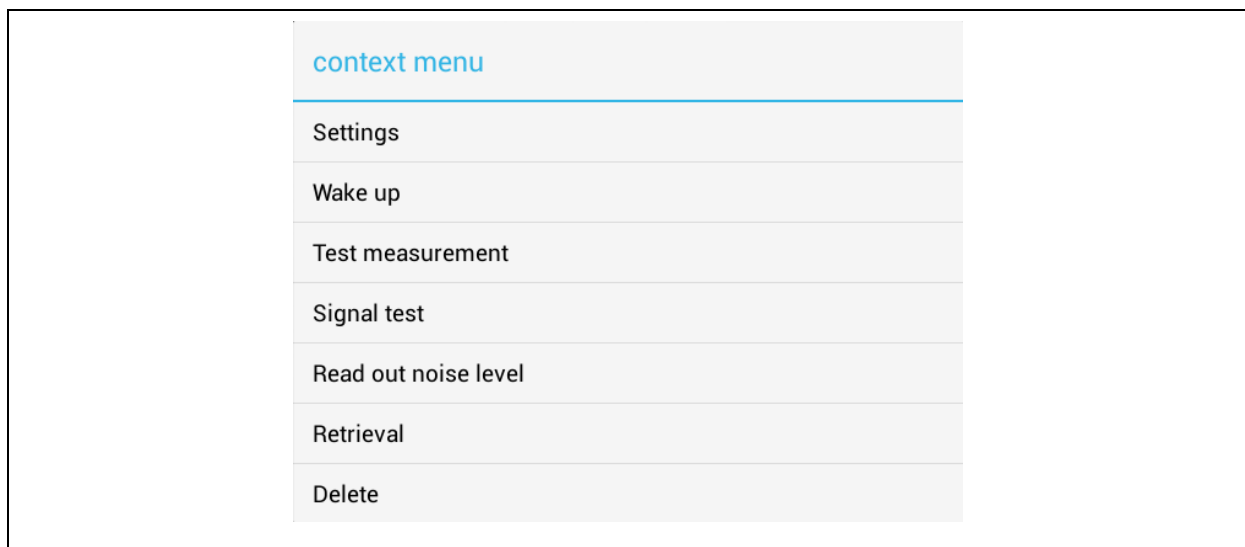 context menu
Settings
Wake up
Test measurement
Signal test
Read out noise level
Retrieval
Delete